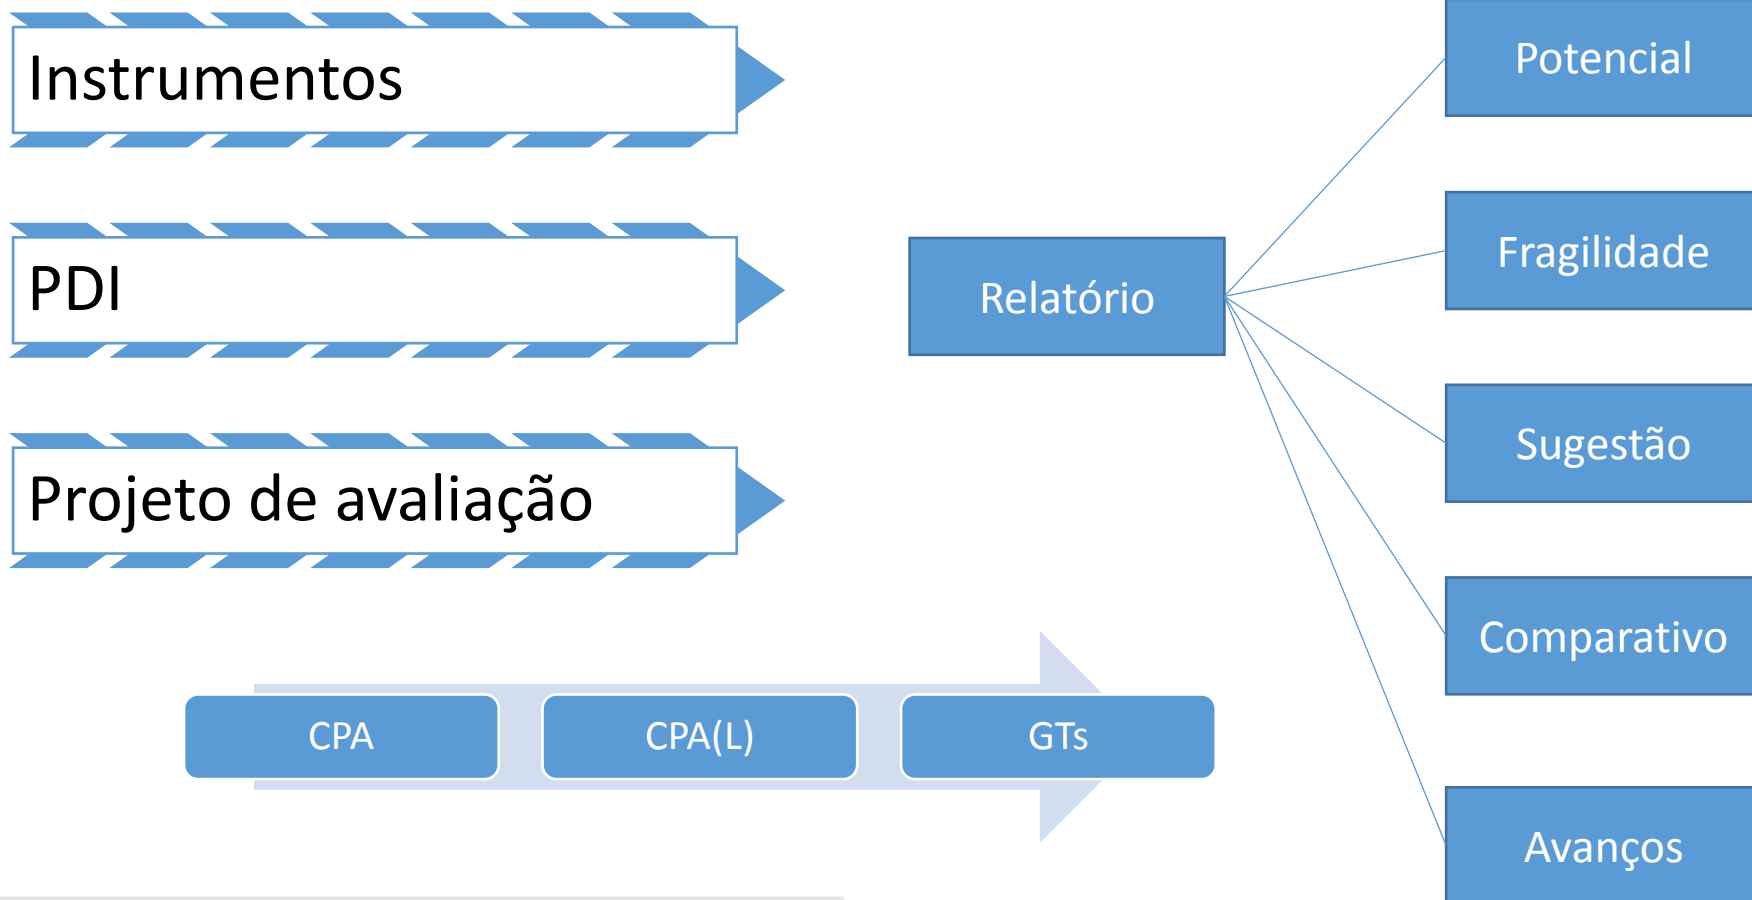 Instrumentos
PDI
Projeto de avaliação
CPA
CPA(L)
GTs
Relatório
Potencial
Fragilidade
Sugestão
Comparativo
Avanços